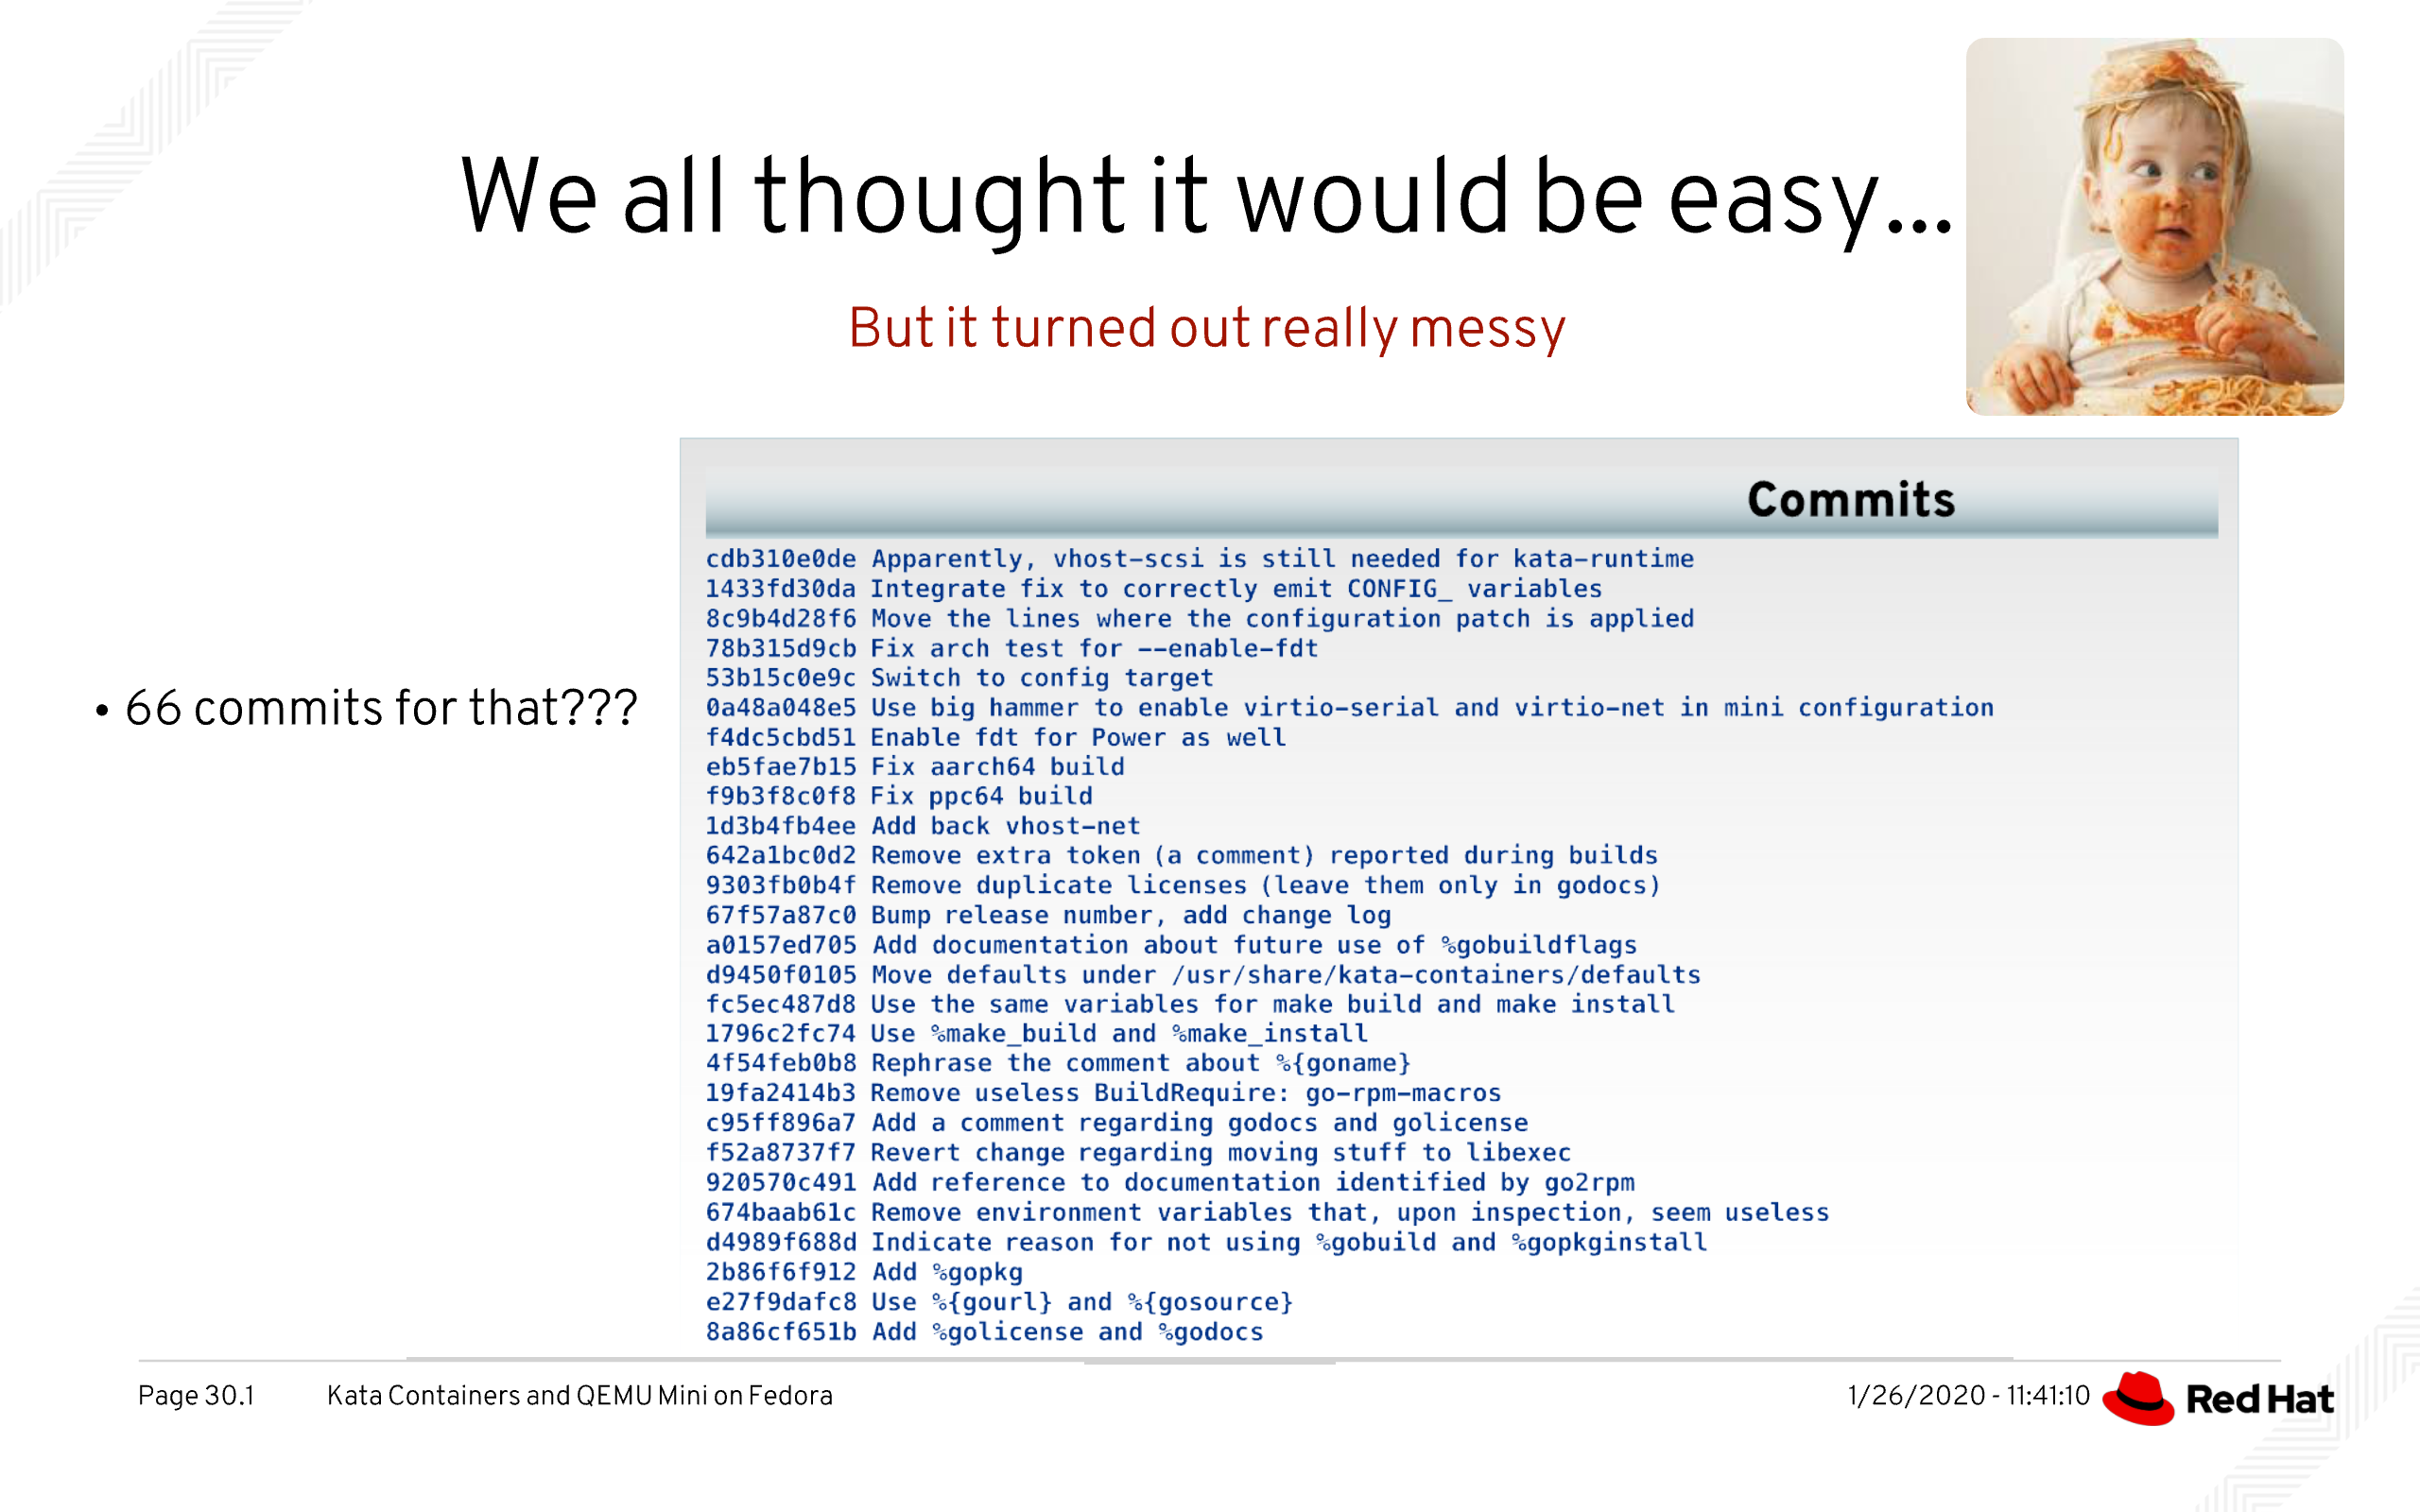 We all thought it would be easy...
But it turned out really messy
• 66 commits for that???
Commits
cdb310e0de Apparently, vhost-scsi is still needed for kata-runtime
1433fd30da Integrate fix to correctly emit CONFIG_ variables
8c9b4d28f6 Move the lines where the configuration patch is applied
78b315d9cb Fix arch test for --enable-fdt
53b15c0e9c Switch to config target
0a48a048e5 Use big hammer to enable virtio-serial and virtio-net in mini configuration
f4dc5cbd51 Enable fdt for Power as well
eb5fae7b15 Fix aarch64 build
f9b3f8c0f8 Fix ppc64 build
1d3b4fb4ee Add back vhost-net
642a1bc0d2 Remove extra token (a comment) reported during builds
9303fb0b4f Remove duplicate licenses (leave them only in godocs)
67f57a87c0 Bump release number, add change log
a0157ed705 Add documentation about future use of %gobuildflags
d9450f0105 Move defaults under /usr/share/kata-containers/defaults
fc5ec487d8 Use the same variables for make build and make install
1796c2fc74 Use %make_build and %make_install
4f54feb0b8 Rephrase the comment about %{goname}
19fa2414b3 Remove useless BuildRequire: go-rpm-macros
c95ff896a7 Add a comment regarding godocs and golicense
f52a8737f7 Revert change regarding moving stuff to libexec
920570c491 Add reference to documentation identified by go2rpm
674baab61c Remove environment variables that, upon inspection, seem useless
d4989f688d Indicate reason for not using %gobuild and %gopkginstall
2b86f6f912 Add %gopkg
e27f9dafc8 Use %{gourl} and %{gosource}
8a86cf651b Add %golicense and %godocs
Page 30.1 Kata Containers and QEMU Mini on Fedora 1/26/2020 - 11:41:10 Red Hat